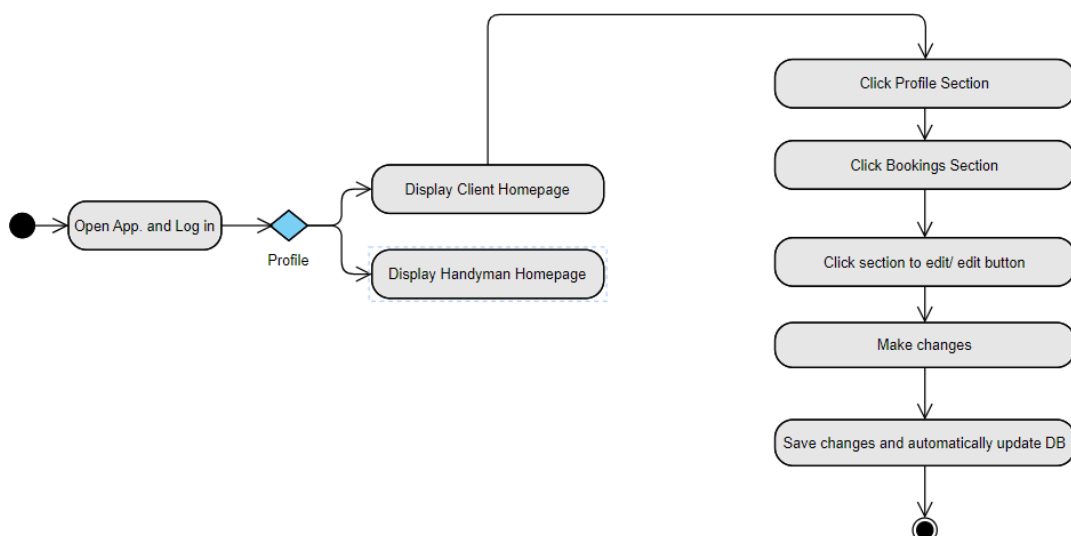 Click Profile Section
Click Bookings Section
Display Client Homepage
Open App. and Log in
Profile
Display Handyman Homepage
Click section to edit/ edit button
Make changes
Save changes and automatically update DB